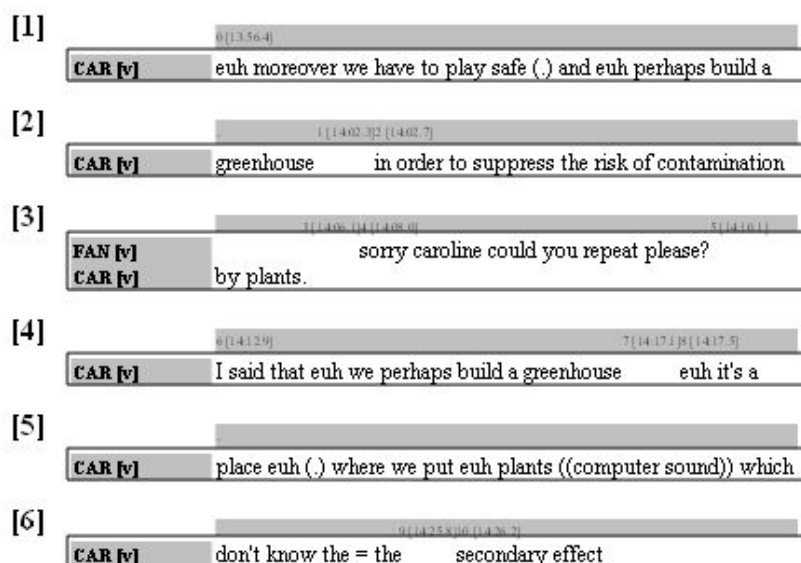 [1]
0 [13:56.4]
CAR [v] euh moreover we have to play safe (.) and euh perhaps build a
[2]
.. 1 [14:02.3]2 [14:02.7]
CAR [v] greenhouse in order to suppress the risk of contamination
[3]
3 [14:06.1]4 [14:08.0] 5 [14:10.1]
FAN [v] sorry caroline could you repeat please?
CAR [v] by plants.
[4]
6 [14:12.9] 7 [14:17.1]8 [14:17.5]
CAR [v] I said that euh we perhaps build a greenhouse euh it's a
[5]
..
CAR [v] place euh (.) where we put euh plants ((computer sound)) which
[6]
9 [14:25.8]10 [14:26.2]
CAR [v] don't know the = the secondary effect